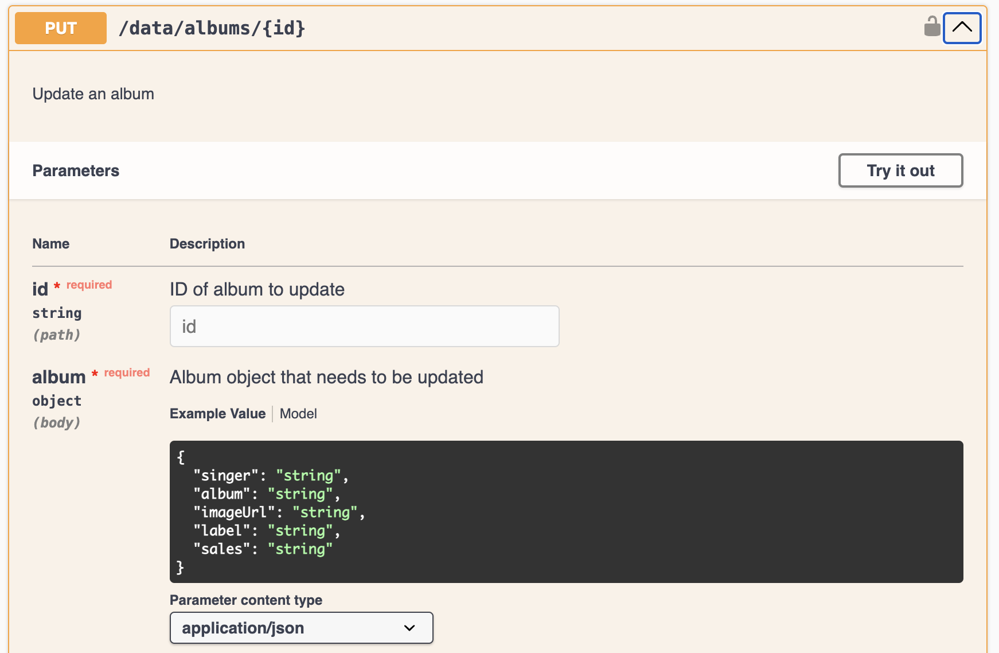 PUT /data/albums/{id}
Update an album
Parameters
Try it out
Name Description
id * required
string
(path)
ID of album to update
id
album * required
object
(body)
Album object that needs to be updated
Example Value | Model
{
  "singer": "string",
  "album": "string",
  "imageUrl": "string",
  "label": "string",
  "sales": "string"
}
Parameter content type
application/json